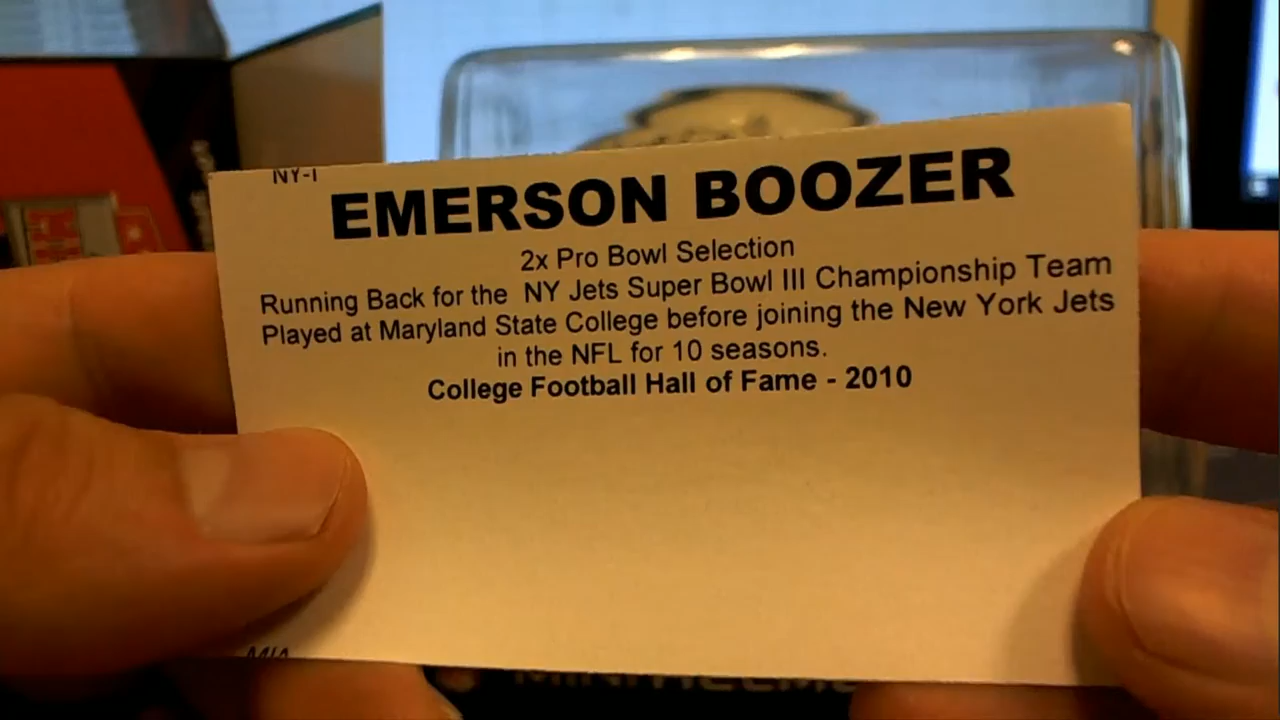 NY-I
EMERSON BOOZER
2x Pro Bowl Selection
Running Back for the NY Jets Super Bowl III Championship Team
Played at Maryland State College before joining the New York Jets
in the NFL for 10 seasons.
College Football Hall of Fame - 2010